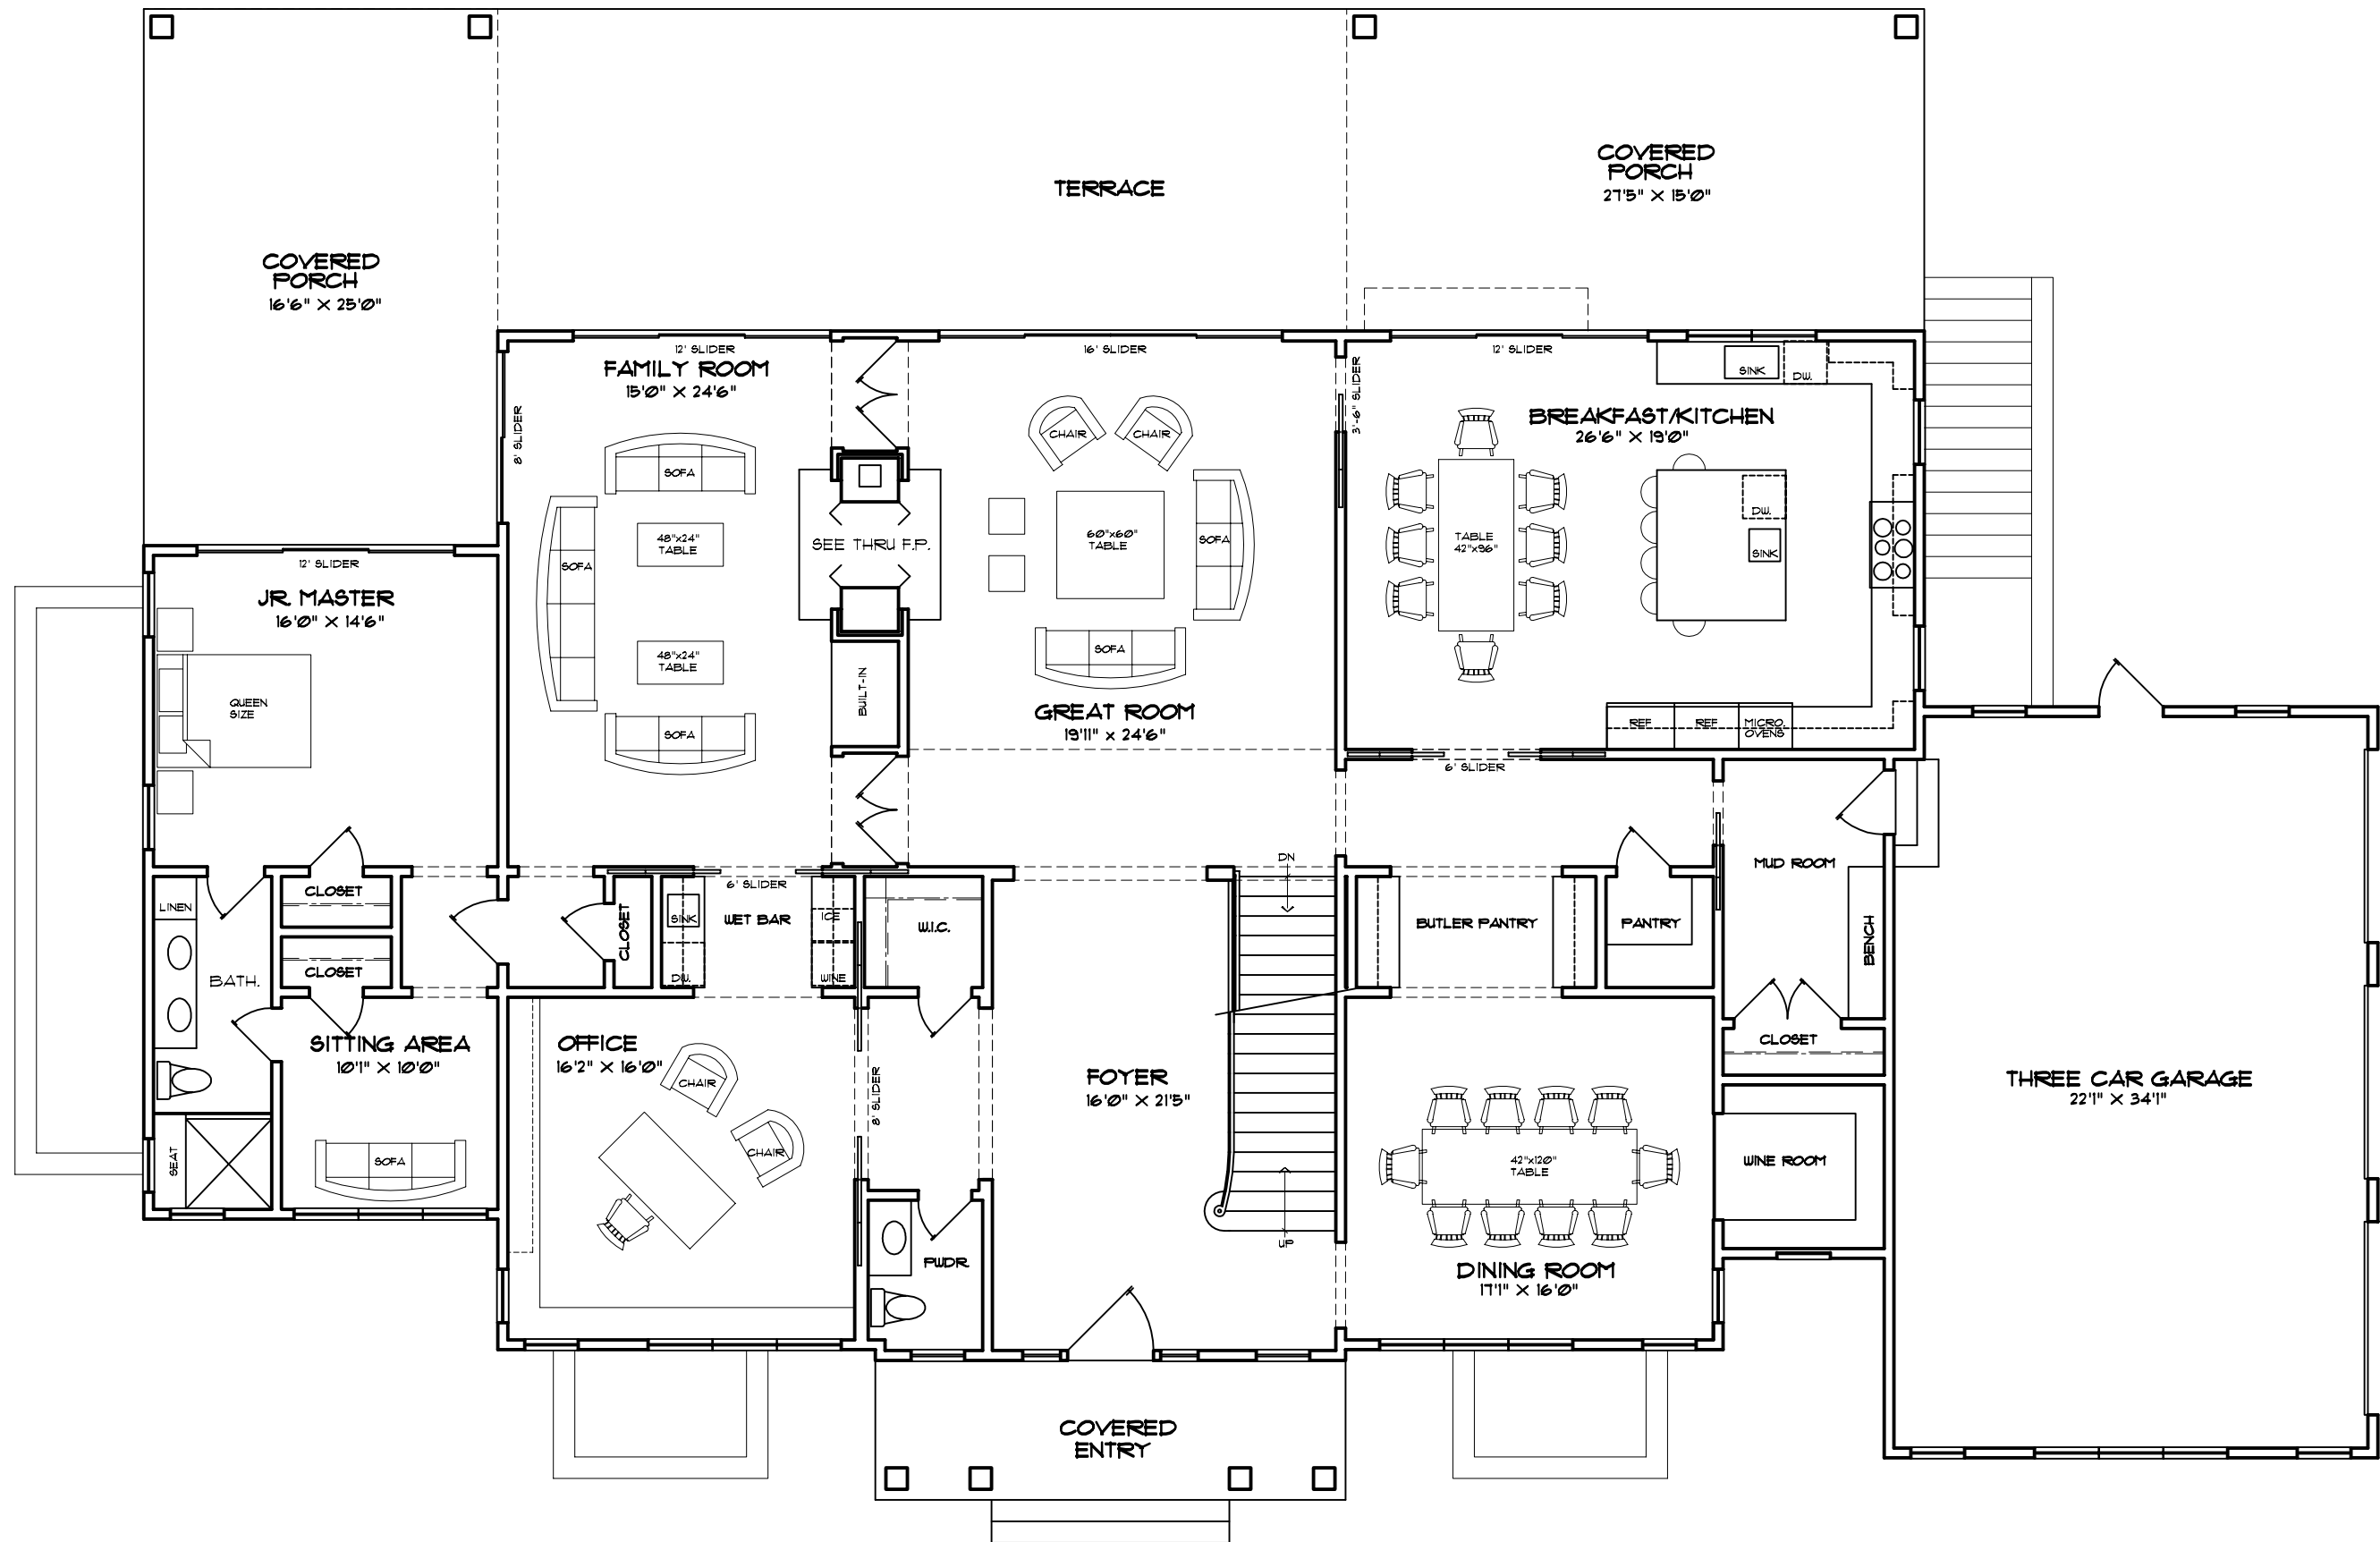 COVERED
PORCH
27'5" X 15'0"
TERRACE
COVERED
PORCH
16'6" X 25'0"
12' SLIDER
16' SLIDER
12' SLIDER
FAMILY ROOM
15'0" X 24'6"
8' SLIDER
3'-6" SLIDER
SINK
DW.
BREAKFAST/KITCHEN
26'6" X 19'0"
CHAIR
CHAIR
SOFA
SOFA
48"x24"
TABLE
SEE THRU F.P.
60"x60"
TABLE
SOFA
TABLE
42"x96"
DW.
SINK
12' SLIDER
JR. MASTER
16'0" X 14'6"
QUEEN
SIZE
48"x24"
TABLE
SOFA
BUILT-IN
SOFA
GREAT ROOM
19'11" x 24'6"
REF
REF
MICRO.
OVENS
6' SLIDER
DN
MUD ROOM
CLOSET
LINEN
CLOSET
BATH.
CLOSET
6' SLIDER
SINK
WET BAR
ICE
DW.
WINE
W.I.C.
BUTLER PANTRY
PANTRY
BENCH
SITTING AREA
10'1" X 10'0"
OFFICE
16'2" X 16'0"
CHAIR
CHAIR
8' SLIDER
FOYER
16'0" X 21'5"
CLOSET
THREE CAR GARAGE
22'1" X 34'1"
SEAT
SOFA
42"x120"
TABLE
WINE ROOM
UP
PWDR.
DINING ROOM
17'1" X 16'0"
COVERED
ENTRY